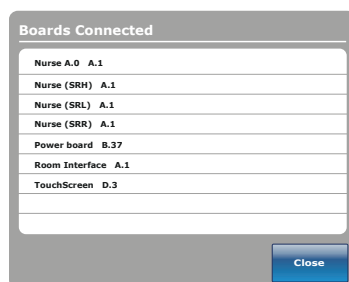 Boards Connected
Nurse A.0 A.1
Nurse (SRH) A.1
Nurse (SRL) A.1
Nurse (SRR) A.1
Power board B.37
Room Interface A.1
TouchScreen D.3
Close